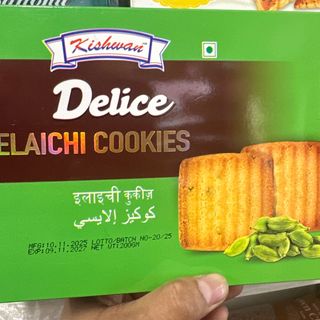 Kishwan
Delice
ELAICHI COOKIES
इलाइची कुकीज़
كوكيز إلايسي
MFG:10.11.2025 LOTTO/BATCH NO-20/25
EXP:09.11.2027 NET WT:200GM